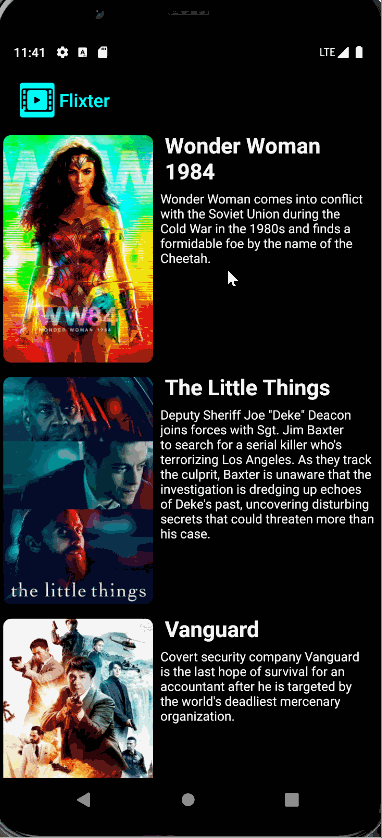 11:41
A
LTE
Flixter
Wonder Woman
1984
Wonder Woman comes into conflict
with the Soviet Union during the
Cold War in the 1980s and finds a
formidable foe by the name of the
Cheetah.
WW84
WONDER WOMAN 1984
The Little Things
Deputy Sheriff Joe "Deke" Deacon
joins forces with Sgt. Jim Baxter
to search for a serial killer who's
terrorizing Los Angeles. As they track
the culprit, Baxter is unaware that the
investigation is dredging up echoes
of Deke's past, uncovering disturbing
secrets that could threaten more than
his case.
the little things
Vanguard
Covert security company Vanguard
is the last hope of survival for an
accountant after he is targeted by
the world's deadliest mercenary
organization.